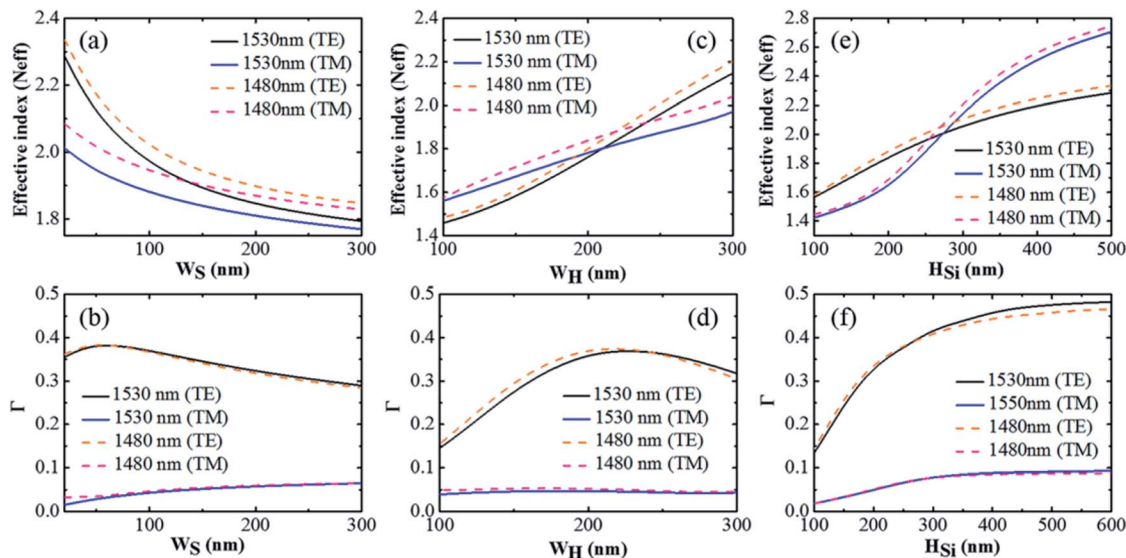 Effective index (Neff)
2.4
2.2
2.0
1.8
(a)
1530nm (TE)
1530nm (TM)
1480nm (TE)
1480nm (TM)
100
200
300
W_S (nm)
Effective index (Neff)
2.4
2.2
2.0
1.8
1.6
1.4
(c)
1530 nm (TE)
1530 nm (TM)
1480 nm (TE)
1480 nm (TM)
100
200
300
W_H (nm)
Effective index (Neff)
2.8
2.6
2.4
2.2
2.0
1.8
1.6
1.4
(e)
1530 nm (TE)
1530 nm (TM)
1480 nm (TE)
1480 nm (TM)
100
200
300
400
500
H_Si (nm)
Γ
0.5
0.4
0.3
0.2
0.1
0.0
(b)
1530 nm (TE)
1530 nm (TM)
1480 nm (TE)
1480 nm (TM)
100
200
300
W_S (nm)
Γ
0.5
0.4
0.3
0.2
0.1
0.0
(d)
1530 nm (TE)
1530 nm (TM)
1480 nm (TE)
1480 nm (TM)
100
200
300
W_H (nm)
Γ
0.5
0.4
0.3
0.2
0.1
0.0
(f)
1530nm (TE)
1550nm (TM)
1480nm (TE)
1480nm (TM)
100
200
300
400
500
600
H_Si (nm)